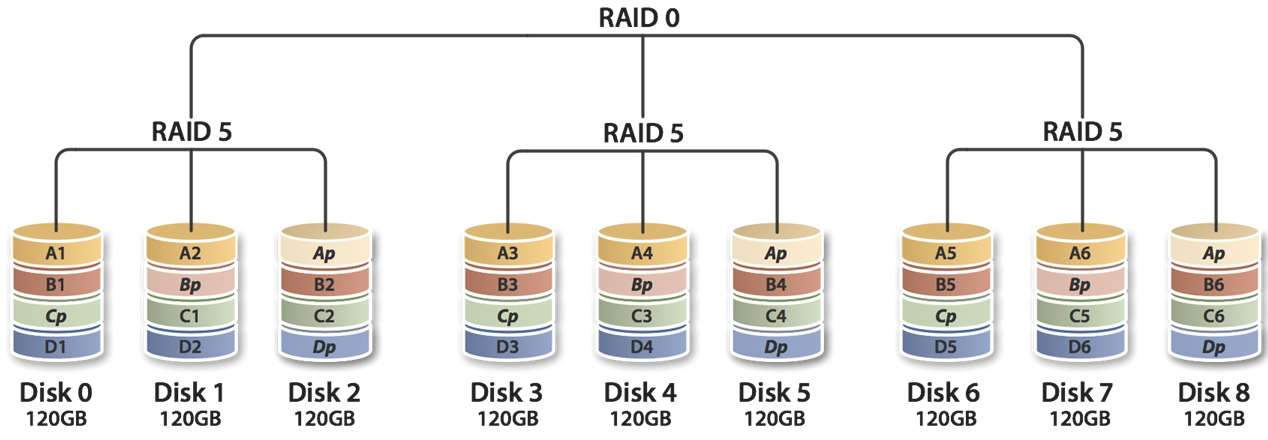 RAID 0
RAID 5 RAID 5 RAID 5
A1 A2 Ap A3 A4 Ap A5 A6 Ap
B1 Bp B2 B3 Bp B4 B5 Bp B6
Cp C1 C2 Cp C3 C4 Cp C5 C6
D1 D2 Dp D3 D4 Dp D5 D6 Dp
Disk 0 Disk 1 Disk 2 Disk 3 Disk 4 Disk 5 Disk 6 Disk 7 Disk 8
120GB 120GB 120GB 120GB 120GB 120GB 120GB 120GB 120GB